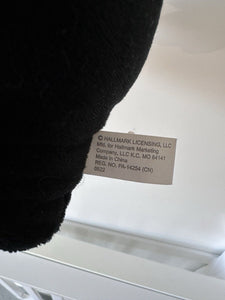 © HALLMARK LICENSING, LLC
Mfd. for Hallmark Marketing
Company, LLC K.C. MO 64141
Made in China
REG. NO. PA-14254 (CN)
0522